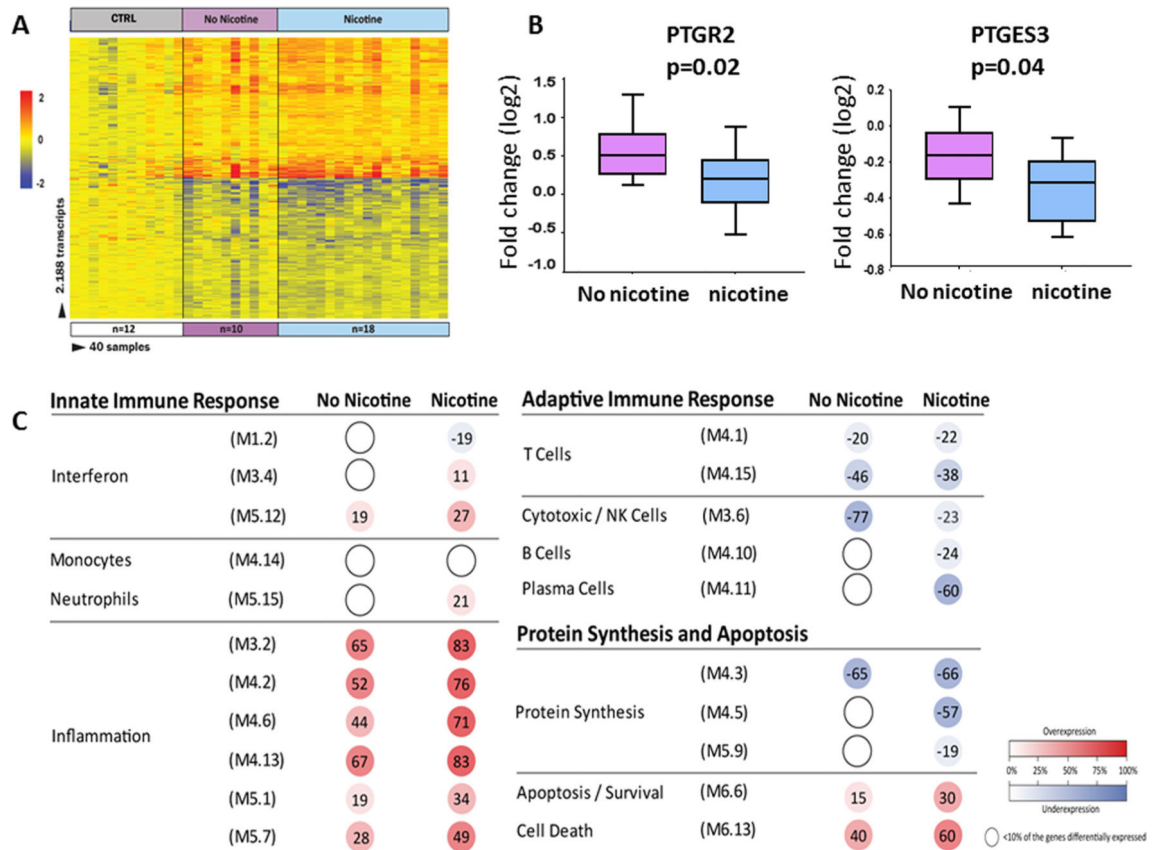 A
CTRL No Nicotine Nicotine
2
0
-2
2.188 transcripts
n=12 n=10 n=18
40 samples
B
PTGR2
p=0.02
Fold change (log2)
1.5
1.0
0.5
0.0
-0.5
-1.0
No nicotine nicotine
PTGES3
p=0.04
Fold change (log2)
0.2
0.0
-0.2
-0.4
-0.6
-0.8
No nicotine nicotine
C
Innate Immune Response No Nicotine Nicotine
Interferon
(M1.2) -19
(M3.4) 11
(M5.12) 19 27
Monocytes (M4.14)
Neutrophils (M5.15) 21
Inflammation
(M3.2) 65 83
(M4.2) 52 76
(M4.6) 44 71
(M4.13) 67 83
(M5.1) 19 34
(M5.7) 28 49
Adaptive Immune Response No Nicotine Nicotine
T Cells
(M4.1) -20 -22
(M4.15) -46 -38
Cytotoxic / NK Cells (M3.6) -77 -23
B Cells (M4.10) -24
Plasma Cells (M4.11) -60
Protein Synthesis and Apoptosis
Protein Synthesis
(M4.3) -65 -66
(M4.5) -57
(M5.9) -19
Apoptosis / Survival (M6.6) 15 30
Cell Death (M6.13) 40 60
Overexpression
0% 25% 50% 75% 100%
Underexpression
<10% of the genes differentially expressed